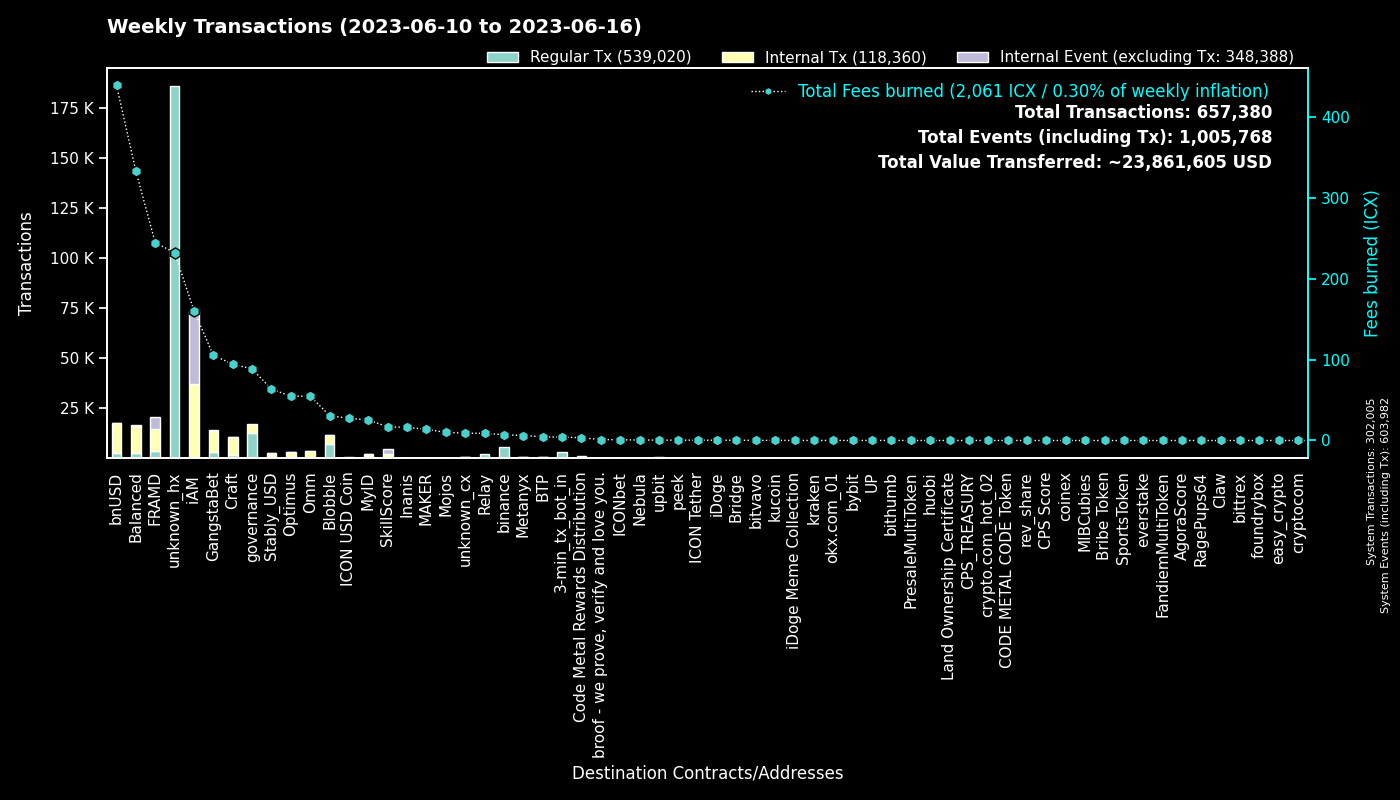 Weekly Transactions (2023-06-10 to 2023-06-16)
Regular Tx (539,020)
Internal Tx (118,360)
Internal Event (excluding Tx: 348,388)
Total Fees burned (2,061 ICX / 0.30% of weekly inflation)
Total Transactions: 657,380
Total Events (including Tx): 1,005,768
Total Value Transferred: ~23,861,605 USD
Transactions
175 K
150 K
125 K
100 K
75 K
50 K
25 K
400
300
200
100
0
Fees burned (ICX)
System Transactions: 302,005
System Events (including Tx): 603,982
bnUSD
Balanced
FRAMD
unknown_hx
iAM
GangstaBet
Craft
governance
Stably_USD
Optimus
Omm
Blobble
ICON USD Coin
MyID
SkillScore
Inanis
MAKER
Mojos
unknown_cx
Relay
binance
Metanyx
BTP
3-min_tx_bot_in
Code Metal Rewards Distribution
broof - we prove, verify and love you.
ICONbet
Nebula
upbit
peek
ICON Tether
iDoge
Bridge
bitvavo
kucoin
iDoge Meme Collection
kraken
okx.com_01
bybit
UP
bithumb
PresaleMultiToken
huobi
Land Ownership Certificate
CPS_TREASURY
crypto.com_hot_02
CODE METAL CODE Token
rev_share
CPS Score
coinex
MIBCubies
Bribe Token
SportsToken
everstake
FandiemMultiToken
AgoraScore
RagePups64
Claw
bittrex
foundrybox
easy_crypto
cryptocom
Destination Contracts/Addresses